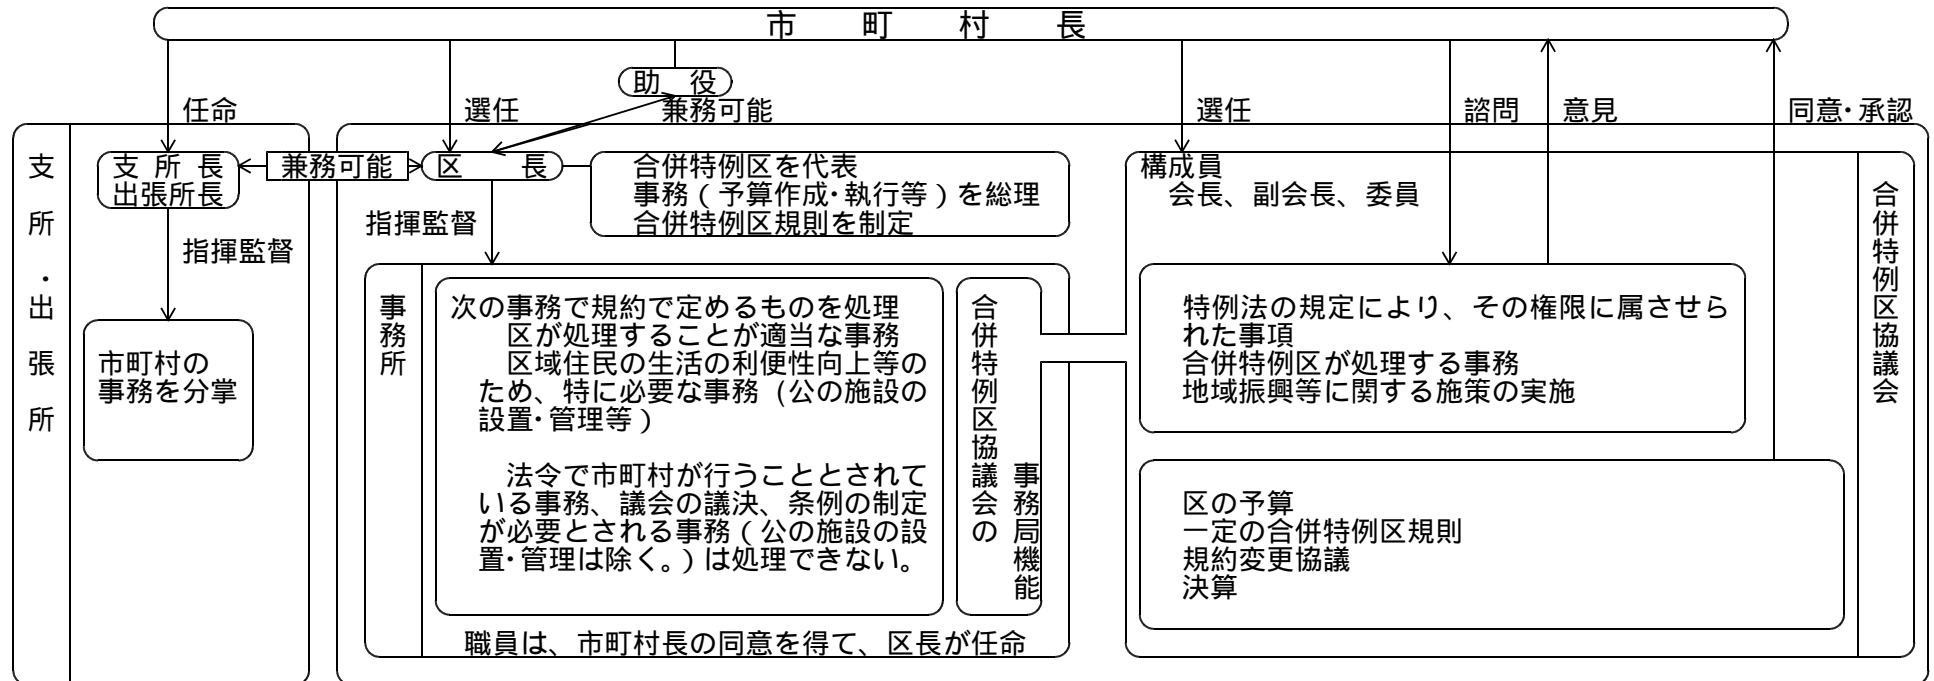 市町村長
助役
任命
選任
兼務可能
選任
諮問
意見
同意・承認
支所・出張所
支所長
出張所長
兼務可能
指揮監督
市町村の
事務を分掌
区長
合併特例区を代表
事務(予算作成・執行等)を総理
合併特例区規則を制定
指揮監督
事務所
次の事務で規約で定めるものを処理
区が処理することが適当な事務
区域住民の生活の利便性向上等の
ため、特に必要な事務(公の施設の
設置・管理等)
法令で市町村が行うこととされて
いる事務、議会の議決、条例の制定
が必要とされる事務(公の施設の設
置・管理は除く。)は処理できない。
合併特例区協議会の
事務局機能
職員は、市町村長の同意を得て、区長が任命
構成員
会長、副会長、委員
特例法の規定により、その権限に属させら
れた事項
合併特例区が処理する事務
地域振興等に関する施策の実施
区の予算
一定の合併特例区規則
規約変更協議
決算
合併特例区協議会